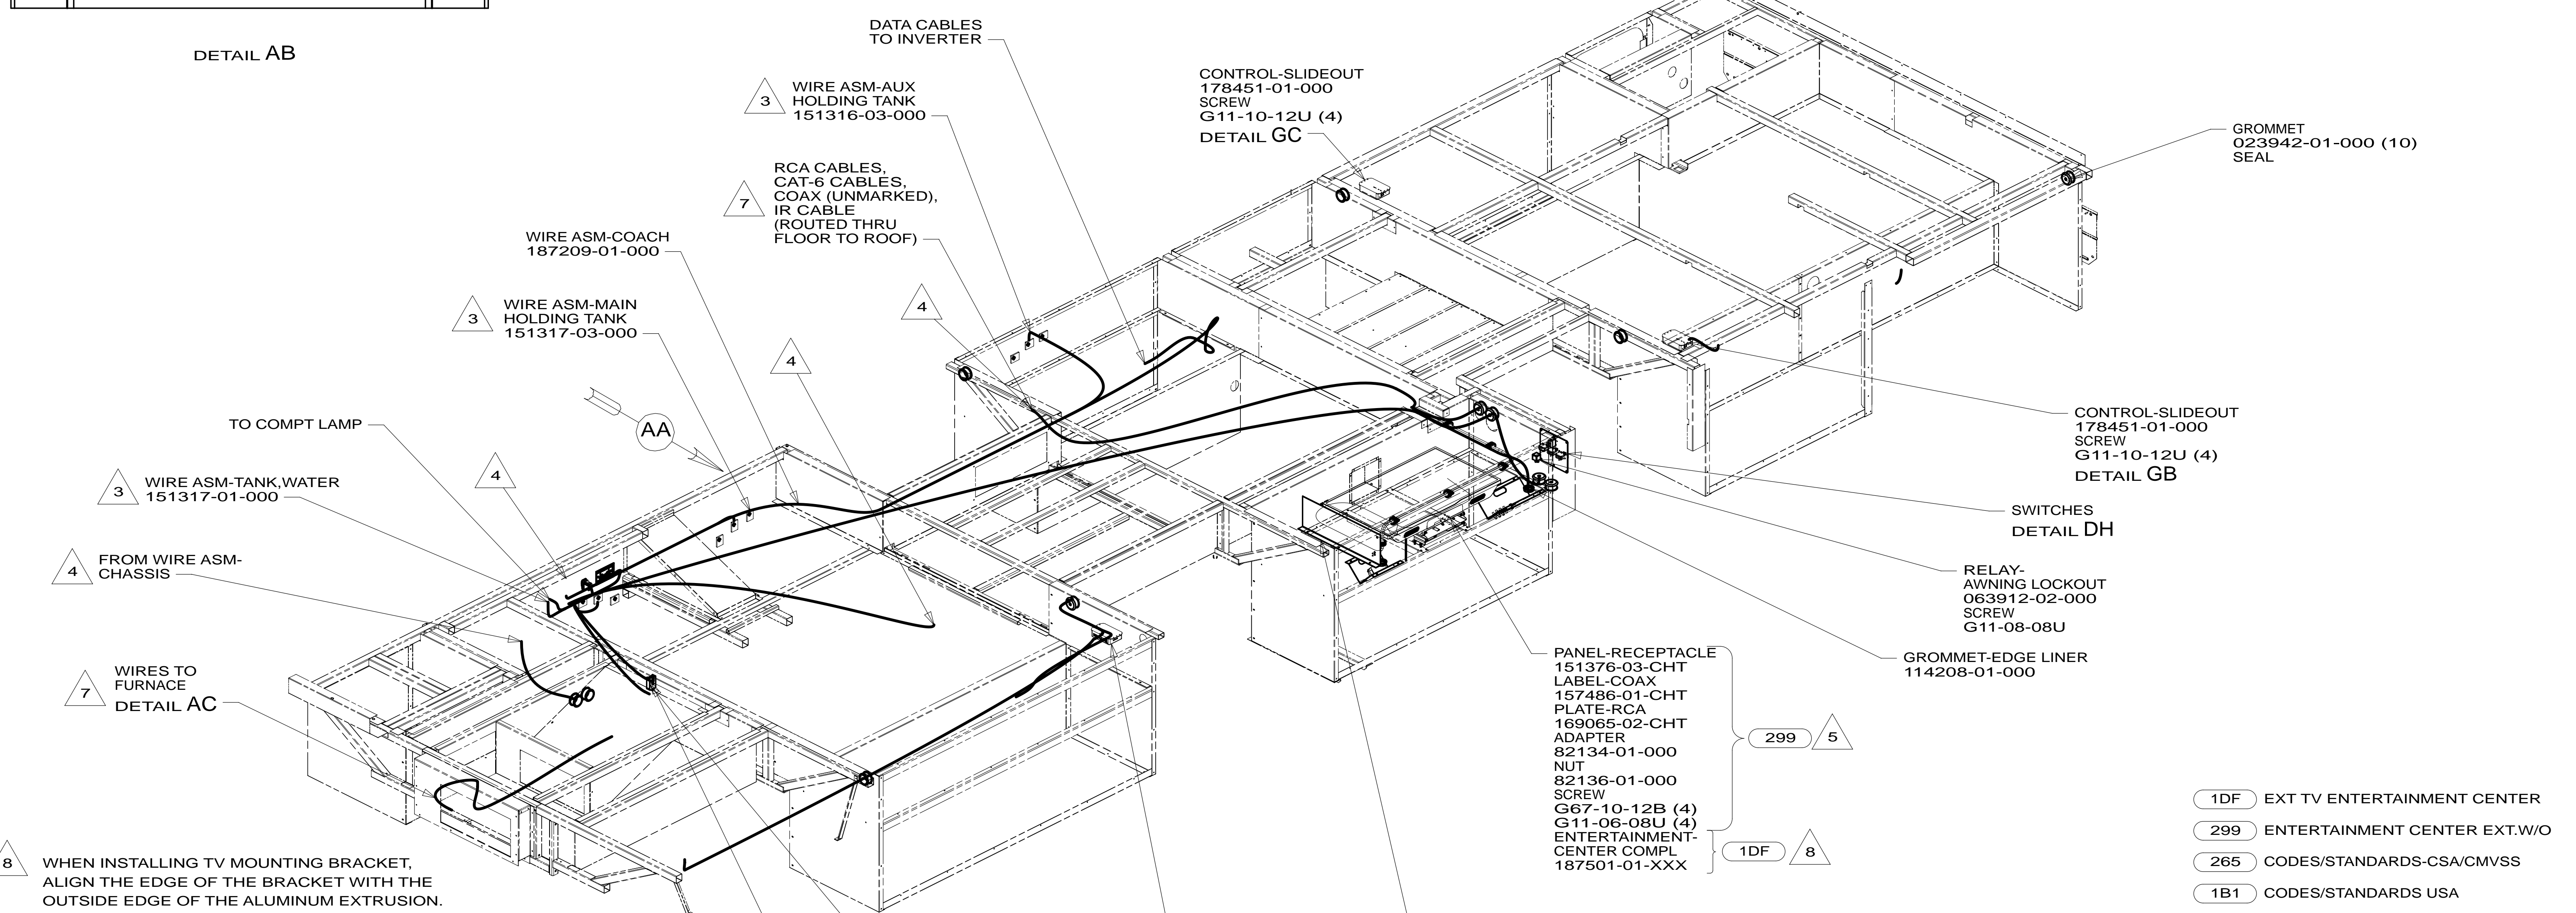 DETAIL AB
DATA CABLES
TO INVERTER
3
WIRE ASM-AUX
HOLDING TANK
151316-03-000
CONTROL-SLIDEOUT
178451-01-000
SCREW
G11-10-12U (4)
DETAIL GC
GROMMET
023942-01-000 (10)
SEAL
7
RCA CABLES,
CAT-6 CABLES,
COAX (UNMARKED),
IR CABLE
(ROUTED THRU
FLOOR TO ROOF)
WIRE ASM-COACH
187209-01-000
3
WIRE ASM-MAIN
HOLDING TANK
151317-03-000
4
4
AA
TO COMPT LAMP
3
WIRE ASM-TANK,WATER
151317-01-000
4
4
FROM WIRE ASM-
CHASSIS
7
WIRES TO
FURNACE
DETAIL AC
CONTROL-SLIDEOUT
178451-01-000
SCREW
G11-10-12U (4)
DETAIL GB
SWITCHES
DETAIL DH
RELAY-
AWNING LOCKOUT
063912-02-000
SCREW
G11-08-08U
GROMMET-EDGE LINER
114208-01-000
PANEL-RECEPTACLE
151376-03-CHT
LABEL-COAX
157486-01-CHT
PLATE-RCA
169065-02-CHT
ADAPTER
82134-01-000
NUT
82136-01-000
SCREW
G67-10-12B (4)
G11-06-08U (4)
299
5
ENTERTAINMENT-
CENTER COMPL
187501-01-XXX
1DF
8
8
WHEN INSTALLING TV MOUNTING BRACKET,
ALIGN THE EDGE OF THE BRACKET WITH THE
OUTSIDE EDGE OF THE ALUMINUM EXTRUSION.
1DF EXT TV ENTERTAINMENT CENTER
299 ENTERTAINMENT CENTER EXT.W/O
265 CODES/STANDARDS-CSA/CMVSS
1B1 CODES/STANDARDS USA